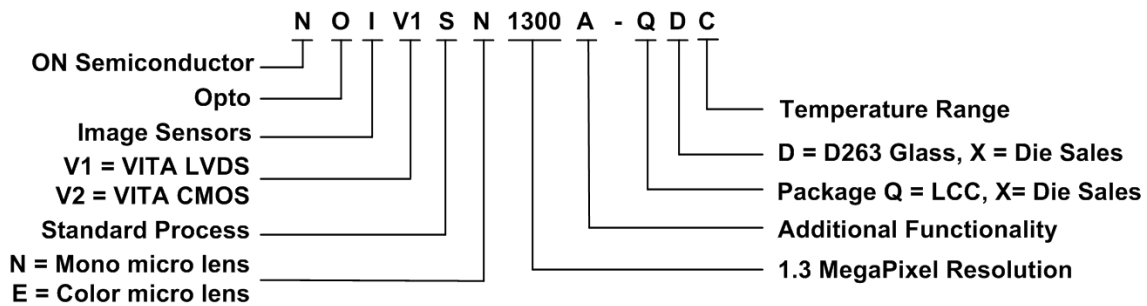 N O I V1 S N 1300 A - Q D C
ON Semiconductor
Opto
Image Sensors
V1 = VITA LVDS
V2 = VITA CMOS
Standard Process
N = Mono micro lens
E = Color micro lens
Temperature Range
D = D263 Glass, X = Die Sales
Package Q = LCC, X= Die Sales
Additional Functionality
1.3 MegaPixel Resolution